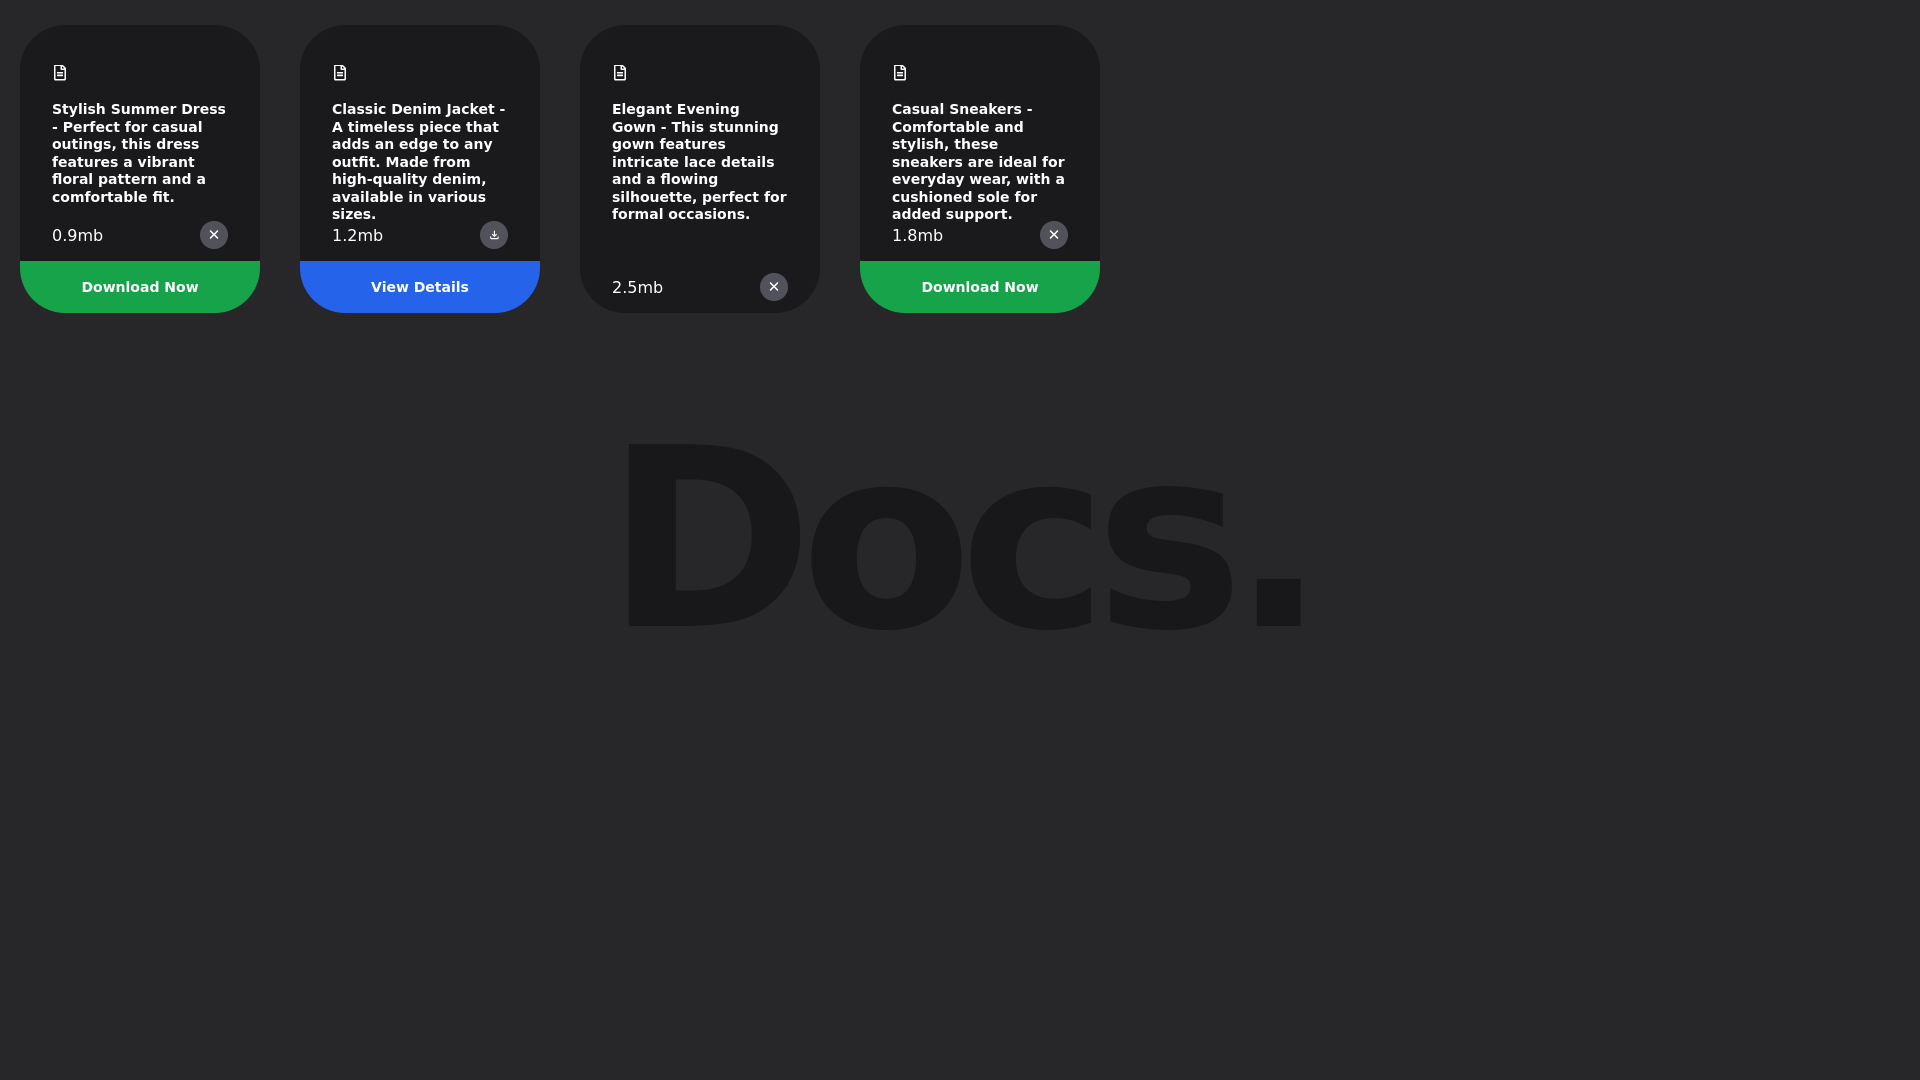 Stylish Summer Dress
- Perfect for casual
outings, this dress
features a vibrant
floral pattern and a
comfortable fit.
0.9mb
Download Now
Classic Denim Jacket -
A timeless piece that
adds an edge to any
outfit. Made from
high-quality denim,
available in various
sizes.
1.2mb
View Details
Elegant Evening
Gown - This stunning
gown features
intricate lace details
and a flowing
silhouette, perfect for
formal occasions.
2.5mb
Casual Sneakers -
Comfortable and
stylish, these
sneakers are ideal for
everyday wear, with a
cushioned sole for
added support.
1.8mb
Download Now
Docs.